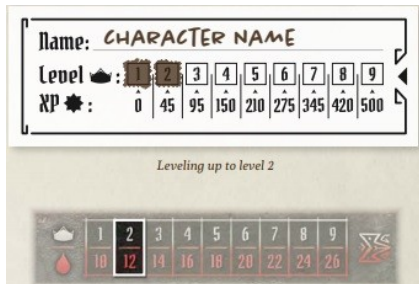 Name: CHARACTER NAME
Level : 1 2 3 4 5 6 7 8 9
XP : 0 45 95 150 210 275 345 420 500
Leveling up to level 2
1 2 3 4 5 6 7 8 9
10 12 14 16 18 20 22 24 26